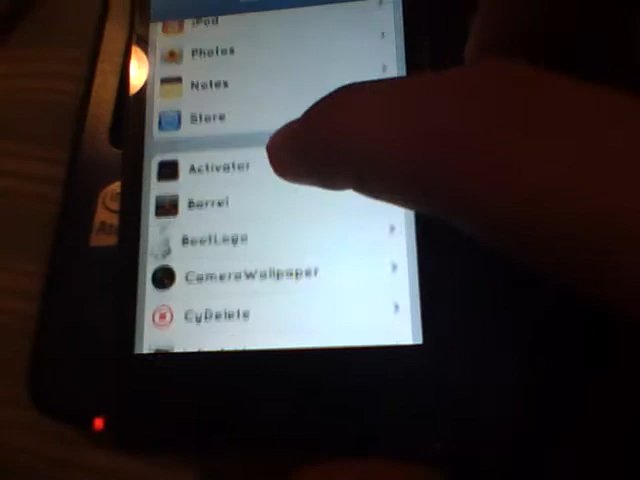 iPod
Photos
Notes
Store
Activator
Barrel
BootLogo
CameraWallpaper
CyDelete